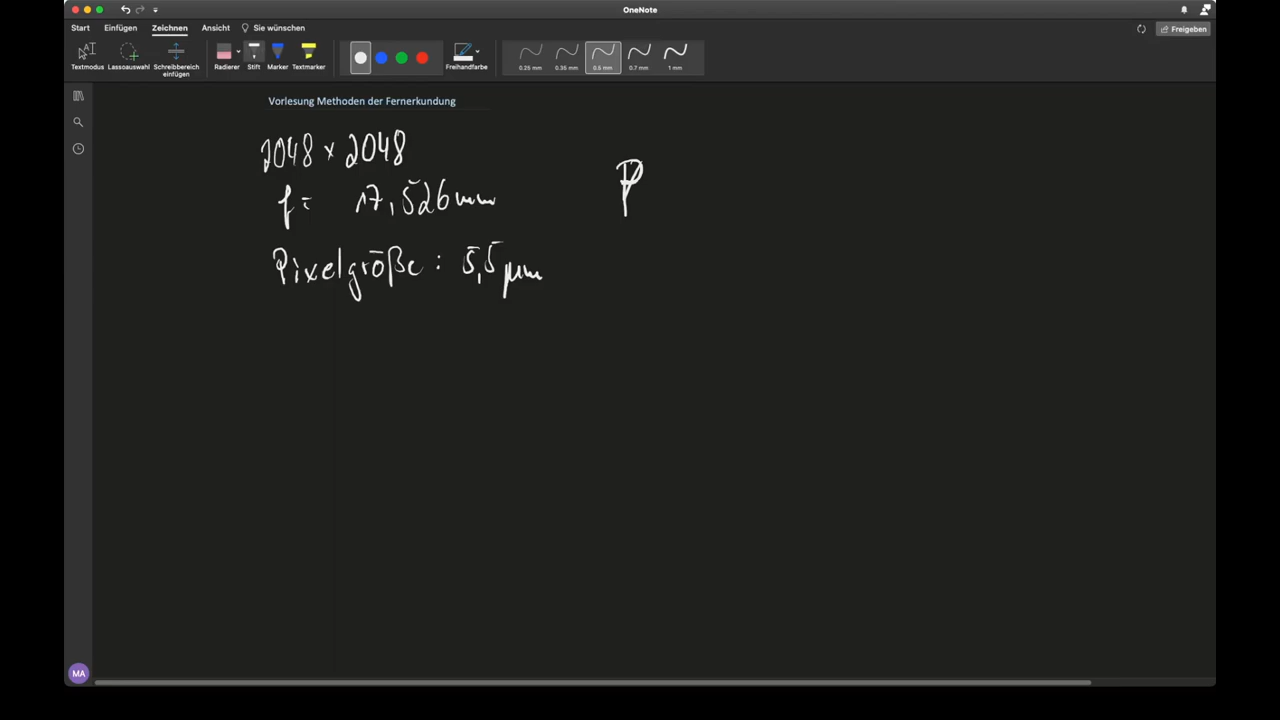 OneNote
Start Einfügen Zeichnen Ansicht Sie wünschen
Freigeben
Textmodus Lassoauswahl Schreibbereich einfügen Radierer Stift Marker Textmarker Freihandfarbe 0.25 mm 0.35 mm 0.5 mm 0.7 mm 1 mm
Vorlesung Methoden der Fernerkundung
2048 x 2048
f = 17,526 mm
P
Pixelgröße : 5,5 µm
MA